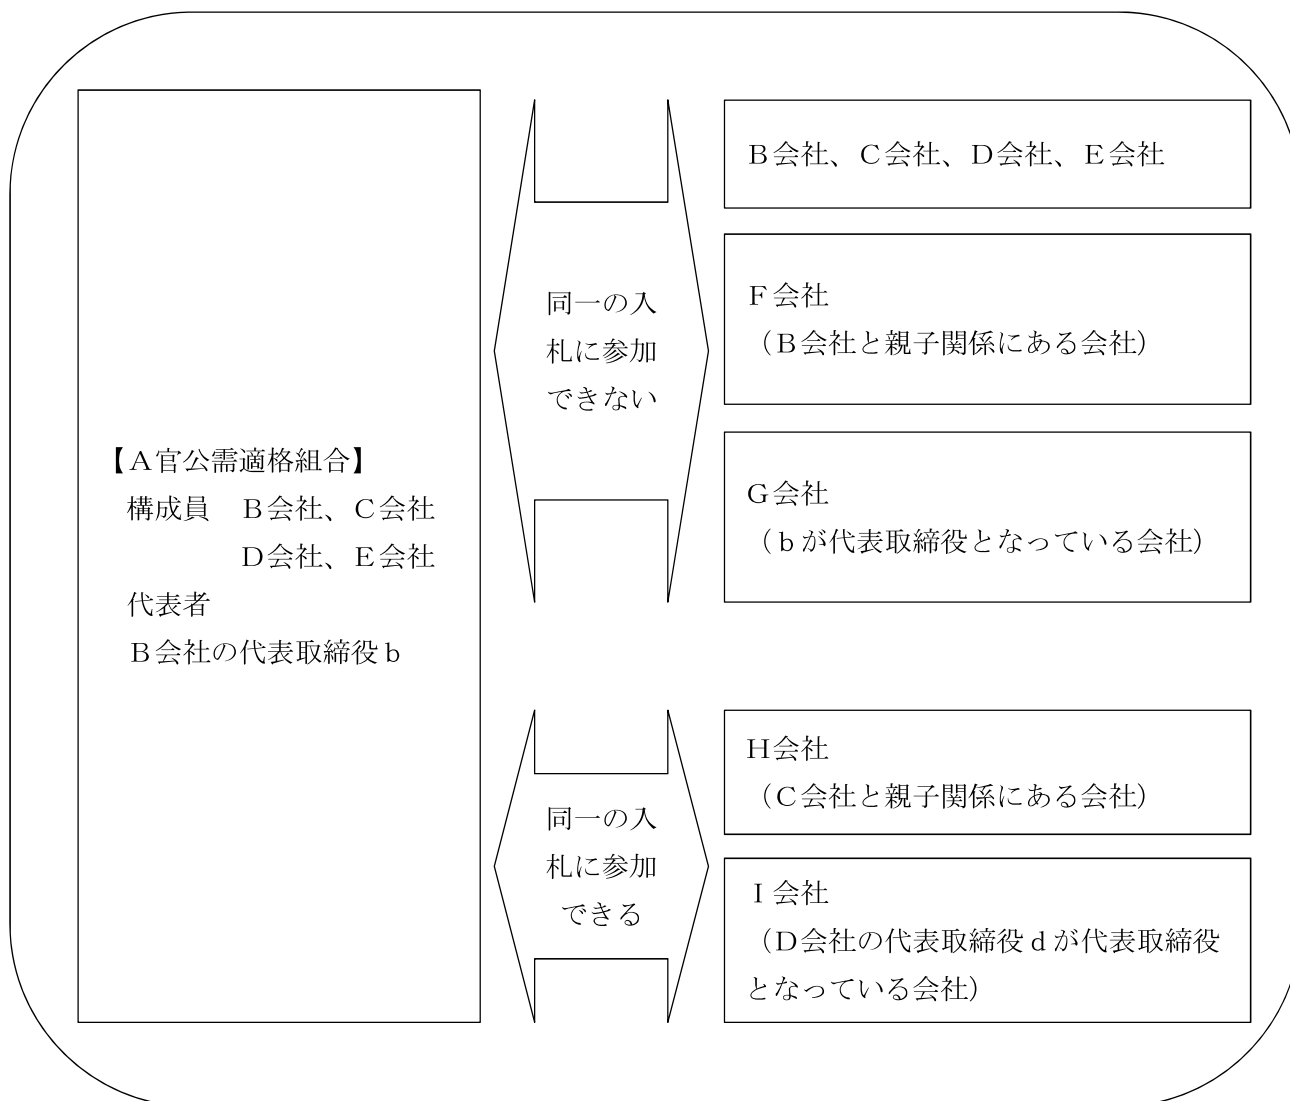 【Ａ官公需適格組合】
構成員　Ｂ会社、Ｃ会社
Ｄ会社、Ｅ会社
代表者
Ｂ会社の代表取締役ｂ
同一の入
札に参加
できない
Ｂ会社、Ｃ会社、Ｄ会社、Ｅ会社
Ｆ会社
（Ｂ会社と親子関係にある会社）
Ｇ会社
（ｂが代表取締役となっている会社）
同一の入
札に参加
できる
Ｈ会社
（Ｃ会社と親子関係にある会社）
Ｉ会社
（Ｄ会社の代表取締役ｄが代表取締役
となっている会社）